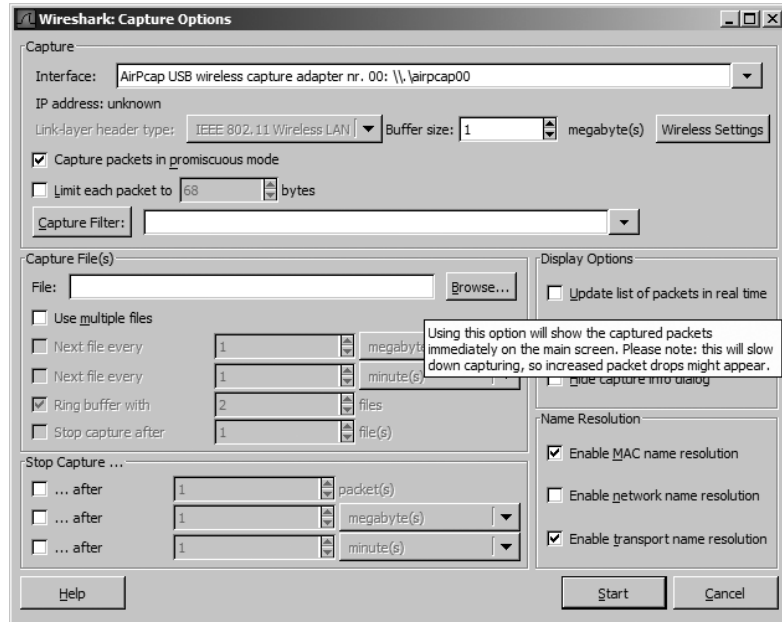 Wireshark: Capture Options
Capture
Interface: AirPcap USB wireless capture adapter nr. 00: \\.\airpcap00
IP address: unknown
Link-layer header type: IEEE 802.11 Wireless LAN Buffer size: 1 megabyte(s) Wireless Settings
Capture packets in promiscuous mode
Limit each packet to 68 bytes
Capture Filter:
Capture File(s)
File: Browse...
Use multiple files
Next file every 1 megabyte
Next file every 1 minute(s)
Ring buffer with 2 files
Stop capture after 1 file(s)
Stop Capture ...
... after 1 packet(s)
... after 1 megabyte(s)
... after 1 minute(s)
Display Options
Update list of packets in real time
Using this option will show the captured packets
immediately on the main screen. Please note: this will slow
down capturing, so increased packet drops might appear.
Hide capture info dialog
Name Resolution
Enable MAC name resolution
Enable network name resolution
Enable transport name resolution
Help Start Cancel